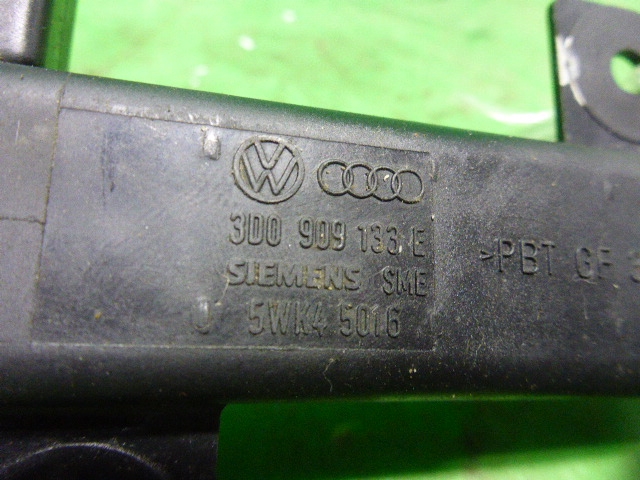 3D0 909 133 E
SIEMENS SME
5WK4 5016
>PBT GF